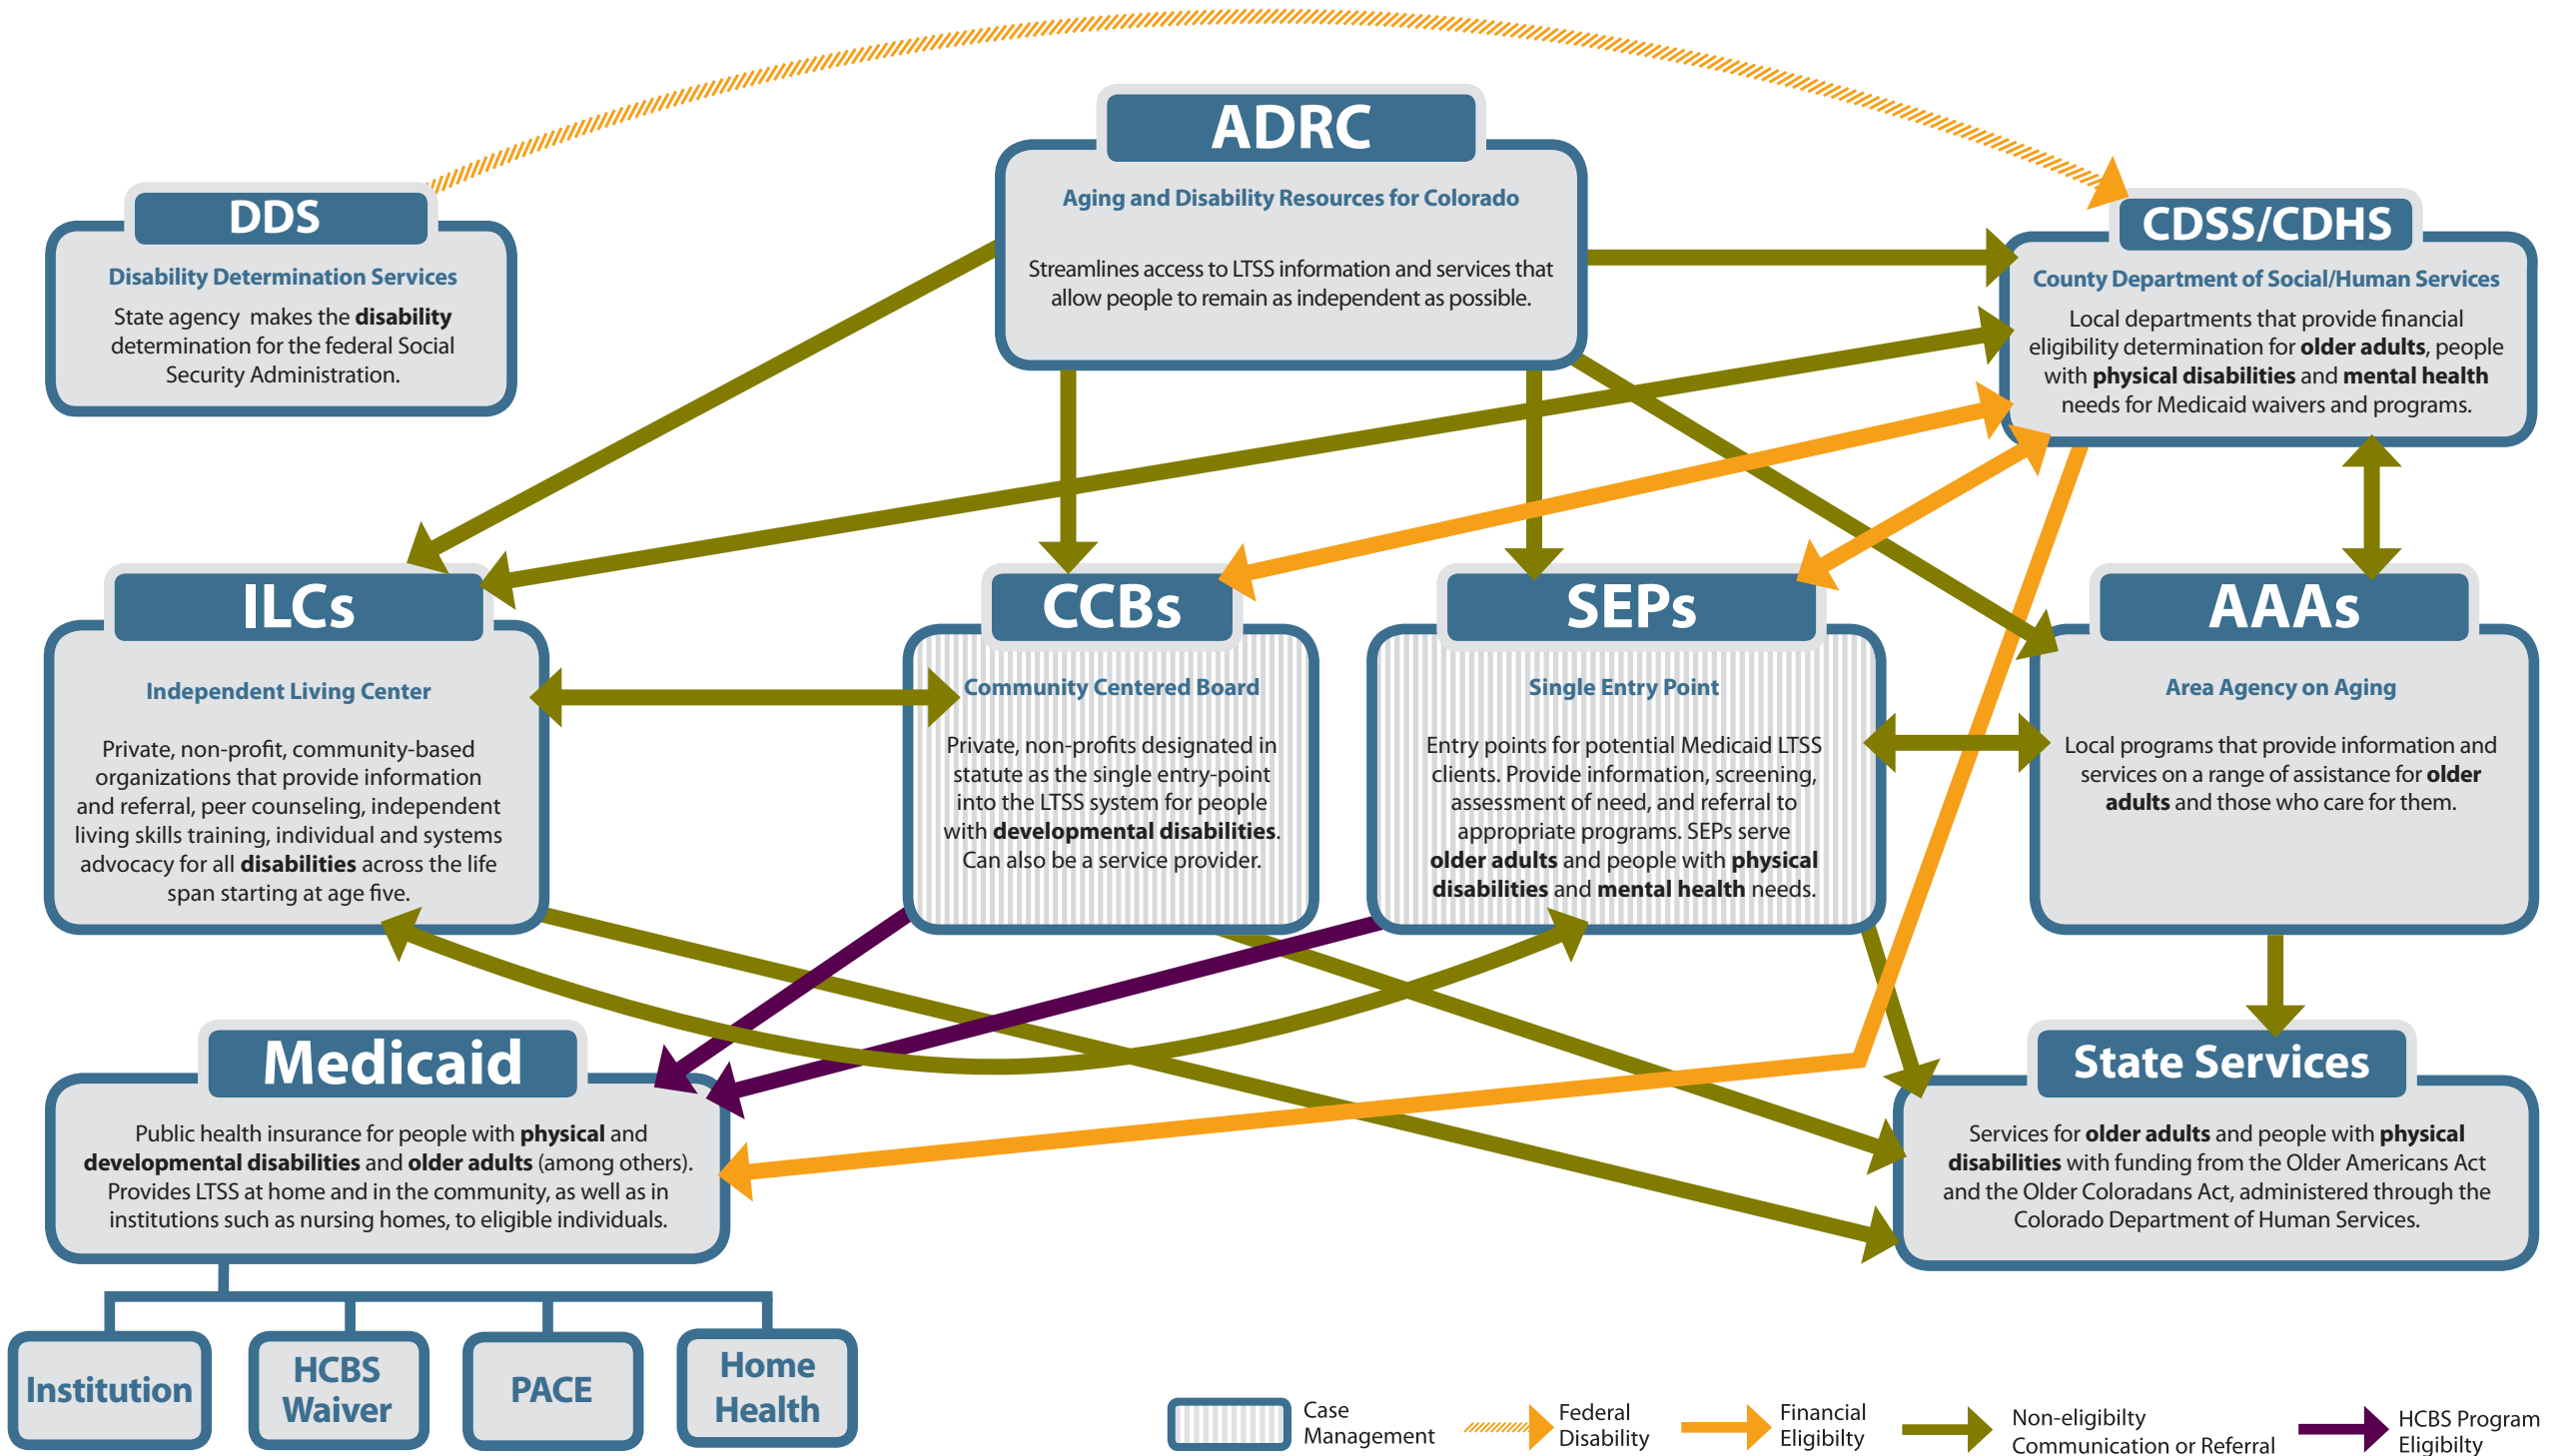 ADRC
Aging and Disability Resources for Colorado
Streamlines access to LTSS information and services that
allow people to remain as independent as possible.
DDS
Disability Determination Services
State agency makes the disability
determination for the federal Social
Security Administration.
CDSS/CDHS
County Department of Social/Human Services
Local departments that provide financial
eligibility determination for older adults, people
with physical disabilities and mental health
needs for Medicaid waivers and programs.
ILCs
Independent Living Center
Private, non-profit, community-based
organizations that provide information
and referral, peer counseling, independent
living skills training, individual and systems
advocacy for all disabilities across the life
span starting at age five.
CCBs
Community Centered Board
Private, non-profits designated in
statute as the single entry-point
into the LTSS system for people
with developmental disabilities.
Can also be a service provider.
SEPs
Single Entry Point
Entry points for potential Medicaid LTSS
clients. Provide information, screening,
assessment of need, and referral to
appropriate programs. SEPs serve
older adults and people with physical
disabilities and mental health needs.
AAAs
Area Agency on Aging
Local programs that provide information and
services on a range of assistance for older
adults and those who care for them.
Medicaid
Public health insurance for people with physical and
developmental disabilities and older adults (among others).
Provides LTSS at home and in the community, as well as in
institutions such as nursing homes, to eligible individuals.
State Services
Services for older adults and people with physical
disabilities with funding from the Older Americans Act
and the Older Coloradans Act, administered through the
Colorado Department of Human Services.
Institution
HCBS
Waiver
PACE
Home
Health
Case
Management
Federal
Disability
Financial
Eligibilty
Non-eligibilty
Communication or Referral
HCBS Program
Eligibilty